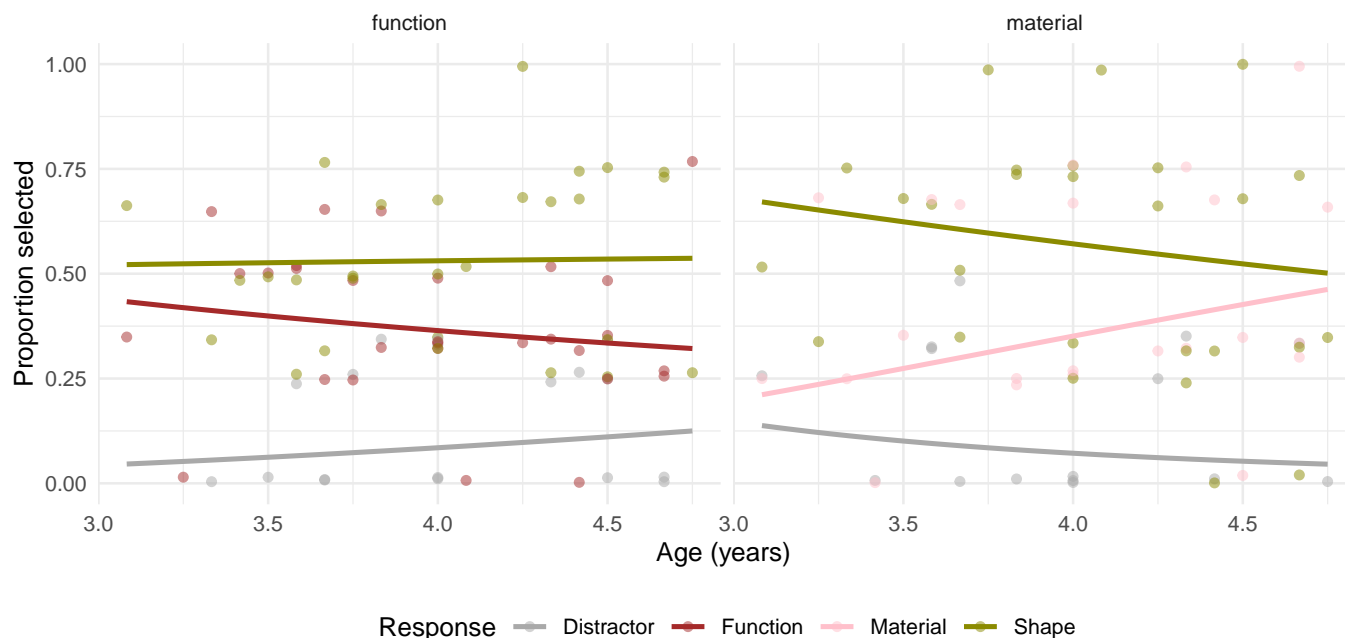 function material
1.00
0.75
0.50
0.25
0.00
Proportion selected
3.0 3.5 4.0 4.5 3.0 3.5 4.0 4.5
Age (years)
Response Distractor Function Material Shape